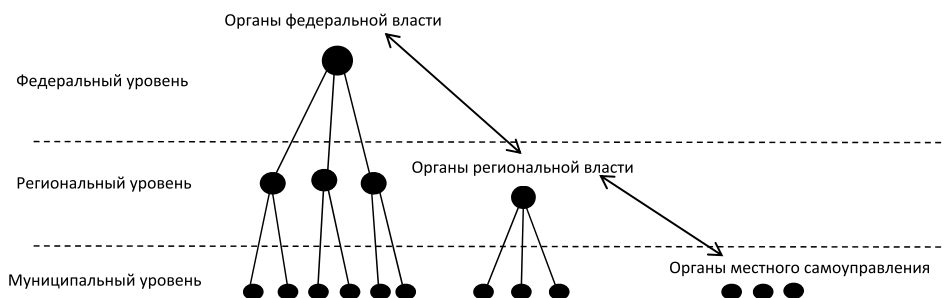 Органы федеральной власти
Федеральный уровень
Органы региональной власти
Региональный уровень
Органы местного самоуправления
Муниципальный уровень